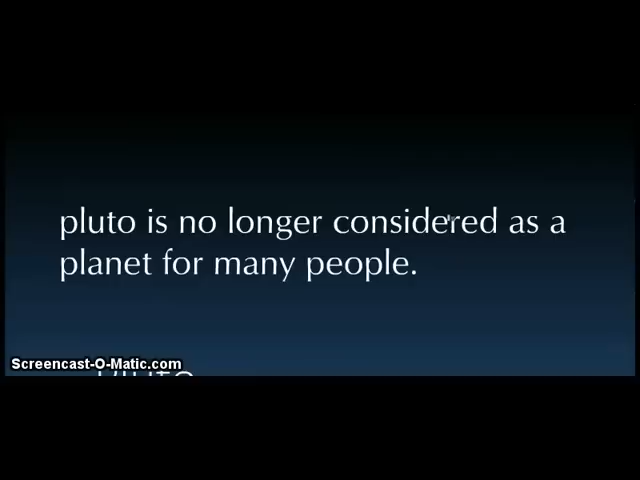 pluto is no longer considered as a
planet for many people.
Screencast-O-Matic.com